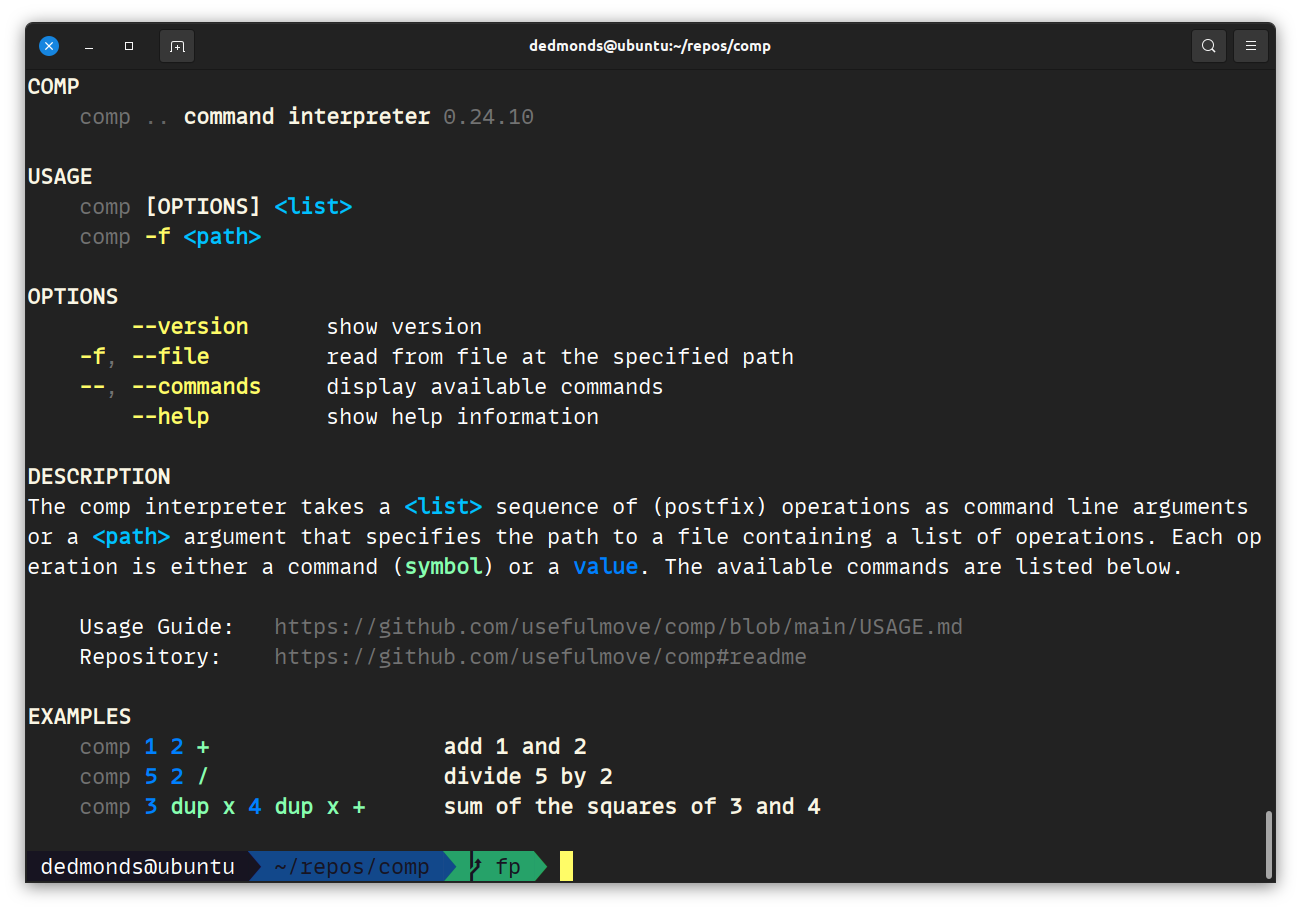 dedmonds@ubuntu:~/repos/comp
COMP
comp .. command interpreter 0.24.10
USAGE
comp [OPTIONS] <list>
comp -f <path>
OPTIONS
--version show version
-f, --file read from file at the specified path
--, --commands display available commands
--help show help information
DESCRIPTION
The comp interpreter takes a <list> sequence of (postfix) operations as command line arguments
or a <path> argument that specifies the path to a file containing a list of operations. Each op
eration is either a command (symbol) or a value. The available commands are listed below.
Usage Guide: https://github.com/usefulmove/comp/blob/main/USAGE.md
Repository: https://github.com/usefulmove/comp#readme
EXAMPLES
comp 1 2 + add 1 and 2
comp 5 2 / divide 5 by 2
comp 3 dup x 4 dup x + sum of the squares of 3 and 4
dedmonds@ubuntu ~/repos/comp fp